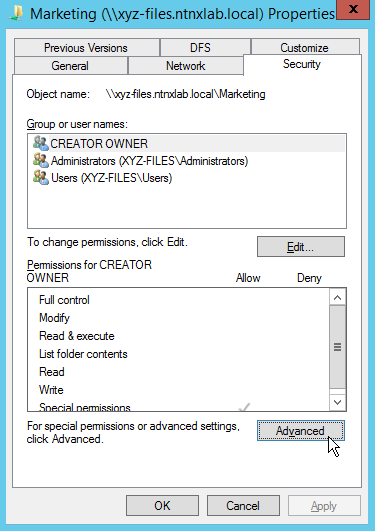 Marketing (\\xyz-files.ntnxlab.local) Properties
x
Previous Versions DFS Customize
General Network Security
Object name: \\xyz-files.ntnxlab.local\Marketing
Group or user names:
CREATOR OWNER
Administrators (XYZ-FILES\Administrators)
Users (XYZ-FILES\Users)
To change permissions, click Edit. Edit...
Permissions for CREATOR
OWNER Allow Deny
Full control
Modify
Read & execute
List folder contents
Read
Write
Special permissions
For special permissions or advanced settings, Advanced
click Advanced.
OK Cancel Apply